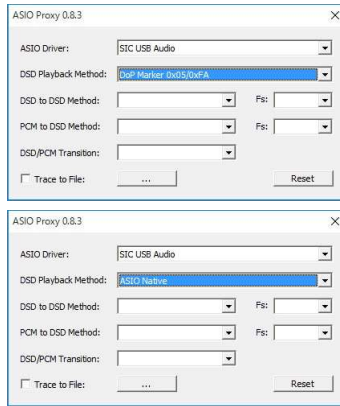 ASIO Proxy 0.8.3
ASIO Driver: SIC USB Audio
DSD Playback Method: DoP Marker 0x05/0xFA
DSD to DSD Method: Fs:
PCM to DSD Method: Fs:
DSD/PCM Transition:
Trace to File: ... Reset
ASIO Proxy 0.8.3
ASIO Driver: SIC USB Audio
DSD Playback Method: ASIO Native
DSD to DSD Method: Fs:
PCM to DSD Method: Fs:
DSD/PCM Transition:
Trace to File: ... Reset